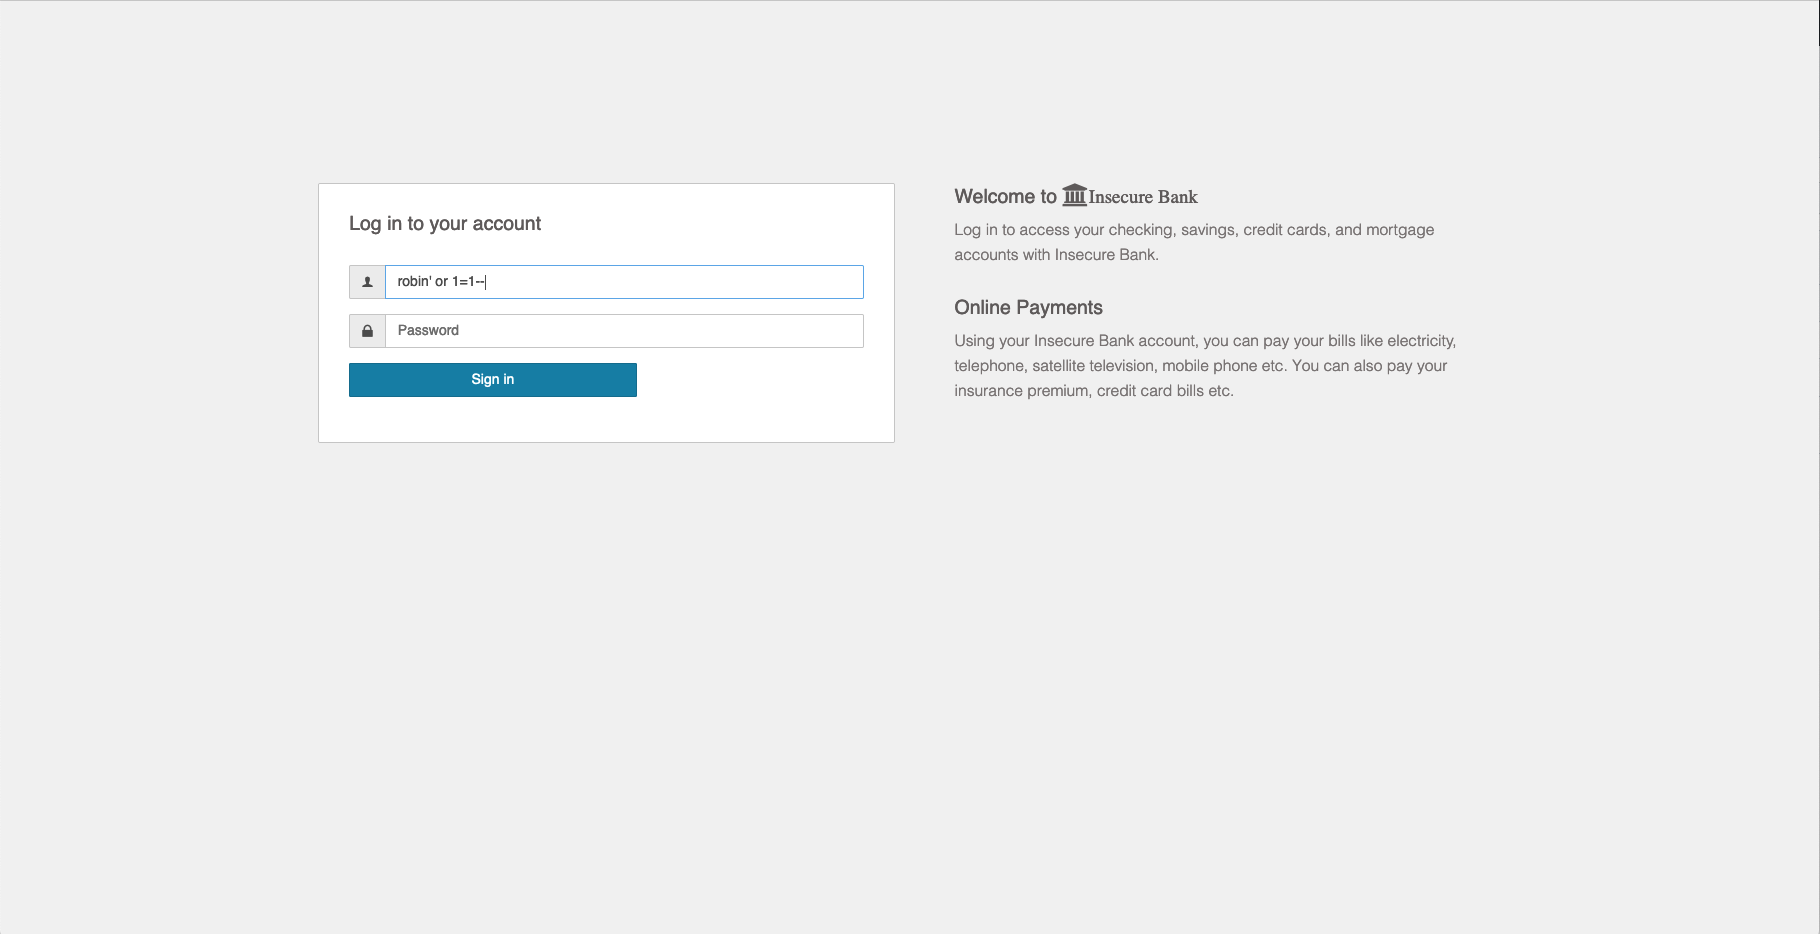 Log in to your account
robin' or 1=1--
Password
Sign in
Welcome to Insecure Bank
Log in to access your checking, savings, credit cards, and mortgage
accounts with Insecure Bank.
Online Payments
Using your Insecure Bank account, you can pay your bills like electricity,
telephone, satellite television, mobile phone etc. You can also pay your
insurance premium, credit card bills etc.